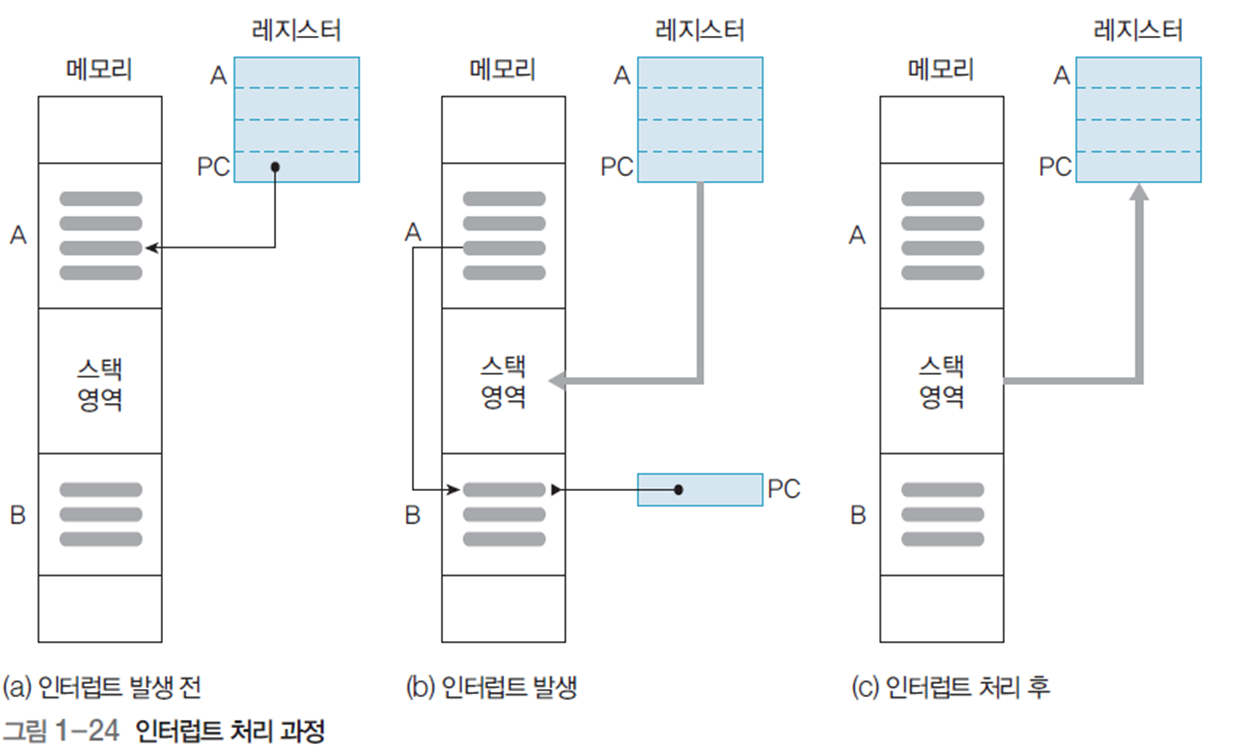 레지스터
메모리
A
PC
A
스택
영역
B
(a) 인터럽트 발생 전
레지스터
메모리
A
PC
A
스택
영역
PC
B
(b) 인터럽트 발생
레지스터
메모리
A
PC
A
스택
영역
B
(c) 인터럽트 처리 후
그림 1-24 인터럽트 처리 과정